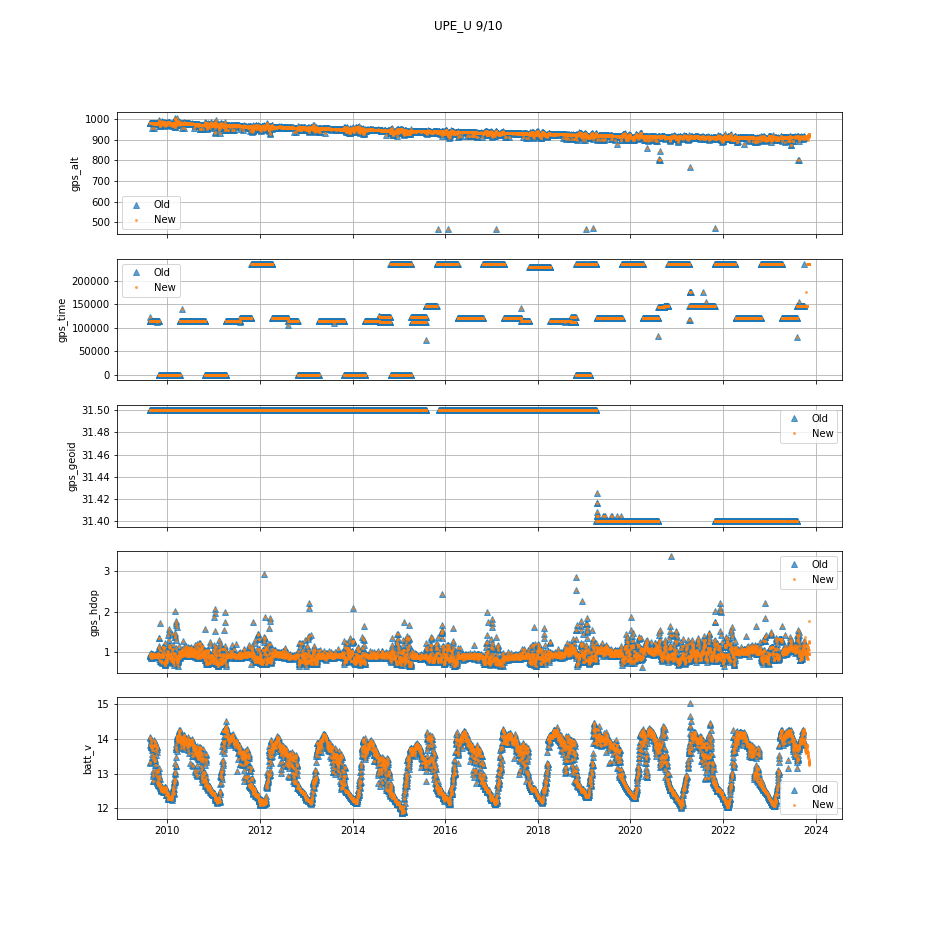 UPE_U 9/10
gps_alt
1000
900
800
700
600
500
Old
New
gps_time
200000
150000
100000
50000
0
Old
New
gps_geoid
31.50
31.48
31.46
31.44
31.42
31.40
Old
New
gps_hdop
3
2
1
Old
New
batt_v
15
14
13
12
Old
New
2010 2012 2014 2016 2018 2020 2022 2024